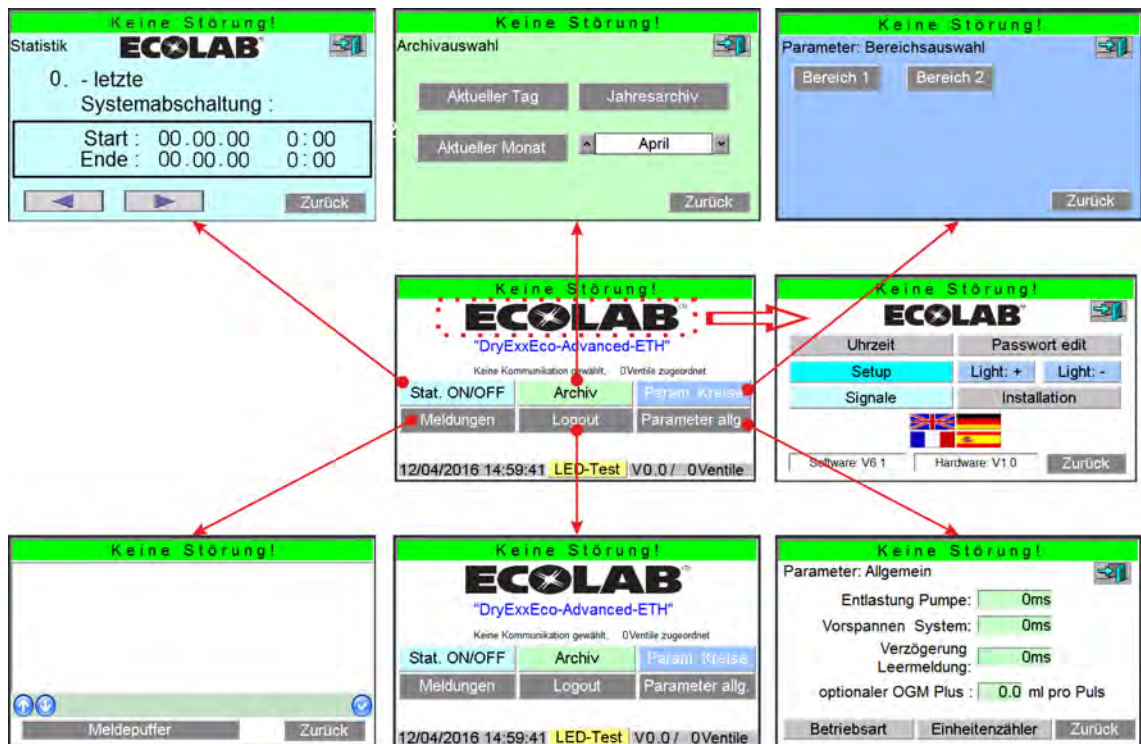 Keine Störung!
Statistik
ECOLAB
0. - letzte
Systemabschaltung :
Start : 00.00.00 0:00
Ende : 00.00.00 0:00
Zurück
Keine Störung!
Archivauswahl
Aktueller Tag
Jahresarchiv
Aktueller Monat
April
Zurück
Keine Störung!
Parameter: Bereichsauswahl
Bereich 1
Bereich 2
Zurück
Keine Störung!
ECOLAB
"DryExxEco-Advanced-ETH"
Keine Kommunikation gewählt, 0Ventile zugeordnet
Stat. ON/OFF
Archiv
Param. Kreise
Meldungen
Logout
Parameter allg.
12/04/2016 14:59:41 LED-Test V0.0 / 0Ventile
Keine Störung!
ECOLAB
Uhrzeit
Passwort edit
Setup
Light: +
Light: -
Signale
Installation
Software: V6.1
Hardware: V1.0
Zurück
Keine Störung!
Meldepuffer
Zurück
Keine Störung!
ECOLAB
"DryExxEco-Advanced-ETH"
Keine Kommunikation gewählt, 0Ventile zugeordnet
Stat. ON/OFF
Archiv
Param. Kreise
Meldungen
Logout
Parameter allg.
12/04/2016 14:59:41 LED-Test V0.0 / 0Ventile
Keine Störung!
Parameter: Allgemein
Entlastung Pumpe: 0ms
Vorspannen System: 0ms
Verzögerung
Leermeldung: 0ms
optionaler OGM Plus : 0.0 ml pro Puls
Betriebsart
Einheitenzähler
Zurück